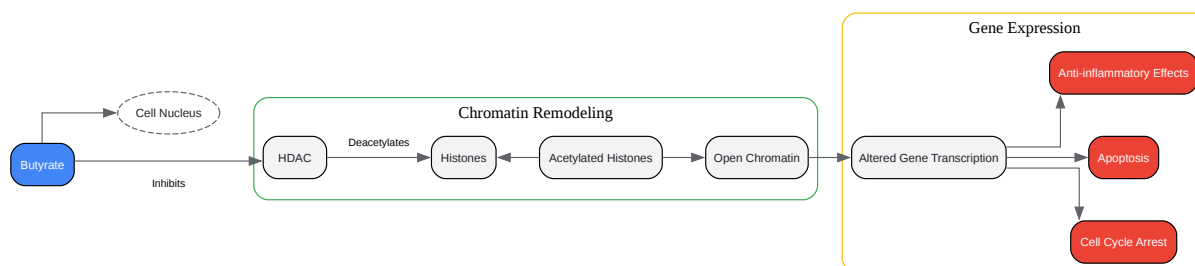 Gene Expression
Anti-inflammatory Effects
Cell Nucleus
Chromatin Remodeling
Deacetylates
Butyrate
Inhibits
HDAC
Histones
Acetylated Histones
Open Chromatin
Altered Gene Transcription
Apoptosis
Cell Cycle Arrest